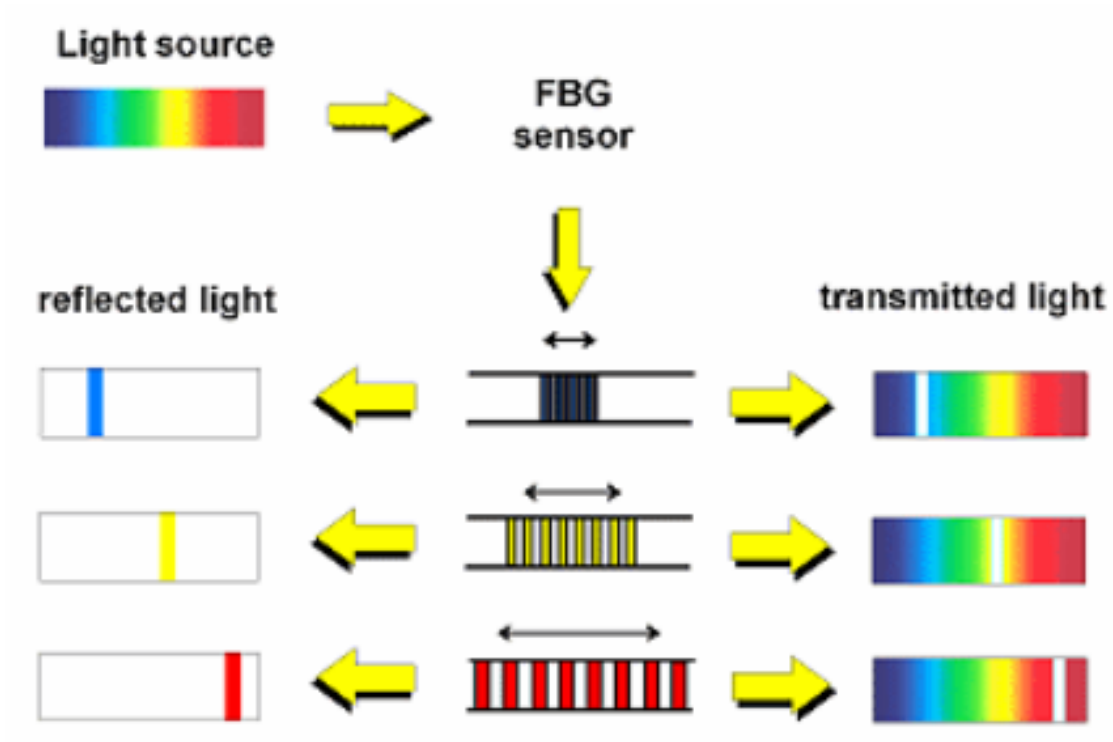 Light source
FBG
sensor
reflected light
transmitted light